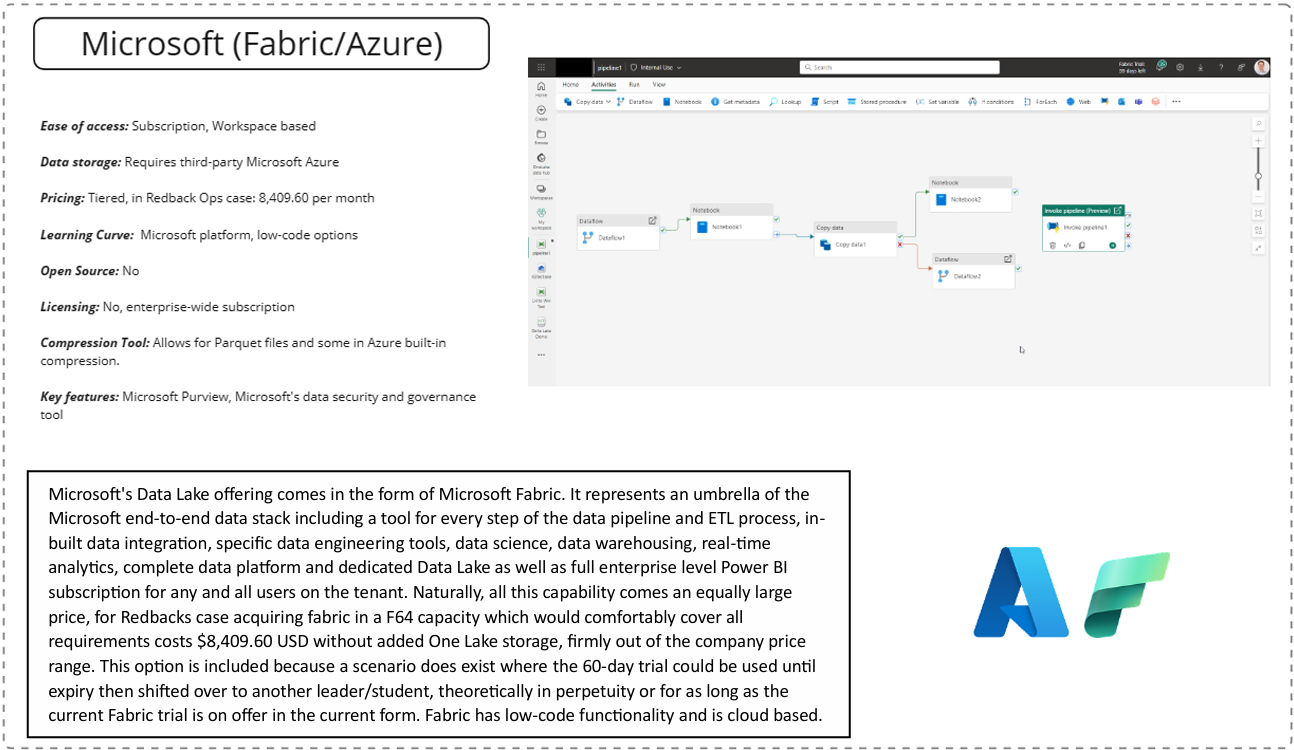 Microsoft (Fabric/Azure)
Ease of access: Subscription, Workspace based
Data storage: Requires third-party Microsoft Azure
Pricing: Tiered, in Redback Ops case: 8,409.60 per month
Learning Curve: Microsoft platform, low-code options
Open Source: No
Licensing: No, enterprise-wide subscription
Compression Tool: Allows for Parquet files and some in Azure built-in
compression.
Key features: Microsoft Purview, Microsoft's data security and governance
tool
pipeline1 Internal Use
Search
Fabric Trial:
59 days left
Home Activities Run View
Copy data Dataflow Notebook Get metadata Lookup Script Stored procedure Set variable If conditions ForEach Web
Home
Create
Browse
OneLake
data hub
Workspaces
My
workspace
pipeline1
Dataflow
Dataflow1
Notebook
Notebook1
Copy data
Copy data1
Notebook
Notebook2
Dataflow
Dataflow2
Invoke pipeline (Preview)
Invoke pipeline1
Microsoft's Data Lake offering comes in the form of Microsoft Fabric. It represents an umbrella of the
Microsoft end-to-end data stack including a tool for every step of the data pipeline and ETL process, in-
built data integration, specific data engineering tools, data science, data warehousing, real-time
analytics, complete data platform and dedicated Data Lake as well as full enterprise level Power BI
subscription for any and all users on the tenant. Naturally, all this capability comes an equally large
price, for Redbacks case acquiring fabric in a F64 capacity which would comfortably cover all
requirements costs $8,409.60 USD without added One Lake storage, firmly out of the company price
range. This option is included because a scenario does exist where the 60-day trial could be used until
expiry then shifted over to another leader/student, theoretically in perpetuity or for as long as the
current Fabric trial is on offer in the current form. Fabric has low-code functionality and is cloud based.